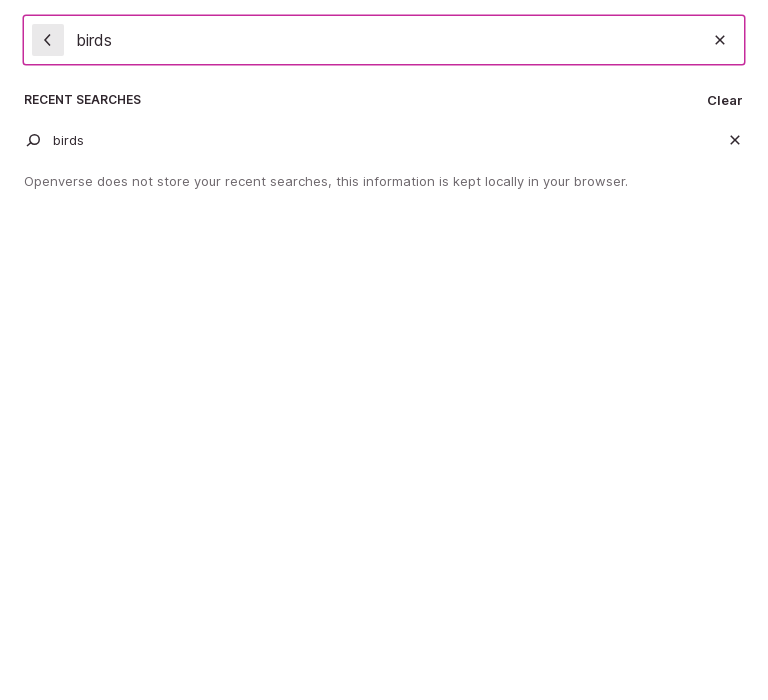 birds
RECENT SEARCHES
Clear
birds
Openverse does not store your recent searches, this information is kept locally in your browser.